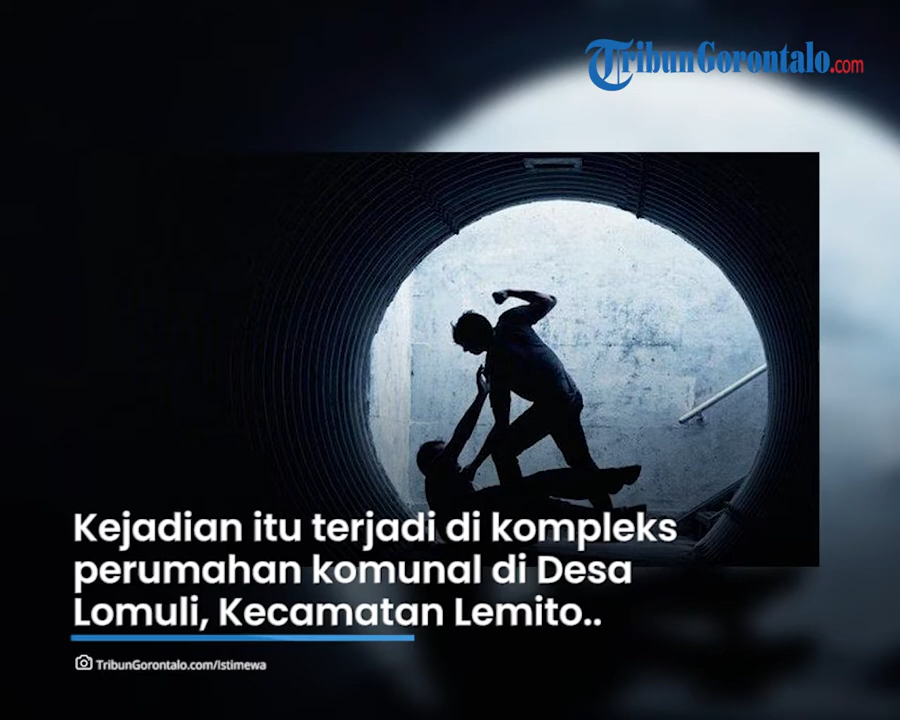 TribunGorontalo.com
Kejadian itu terjadi di kompleks
perumahan komunal di Desa
Lomuli, Kecamatan Lemito..
TribunGorontalo.com/Istimewa